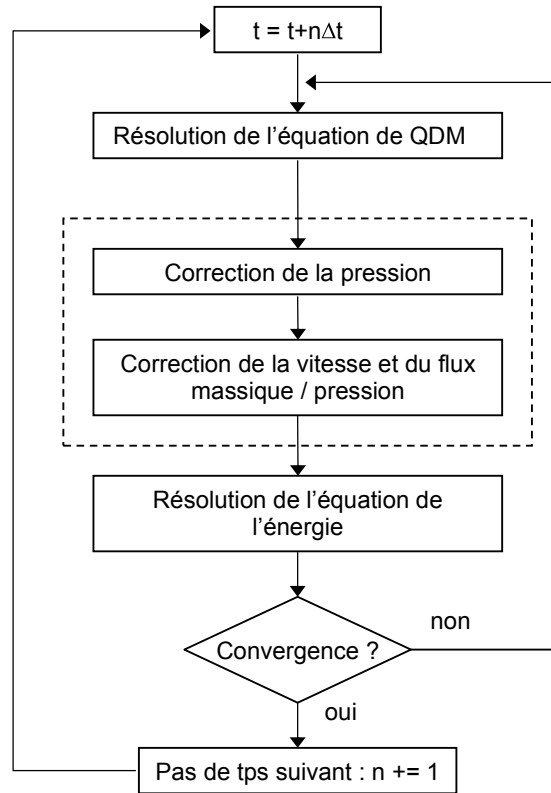 t = t+nΔt
Résolution de l’équation de QDM
Correction de la pression
Correction de la vitesse et du flux
massique / pression
Résolution de l’équation de
l’énergie
Convergence ?
non
oui
Pas de tps suivant : n += 1